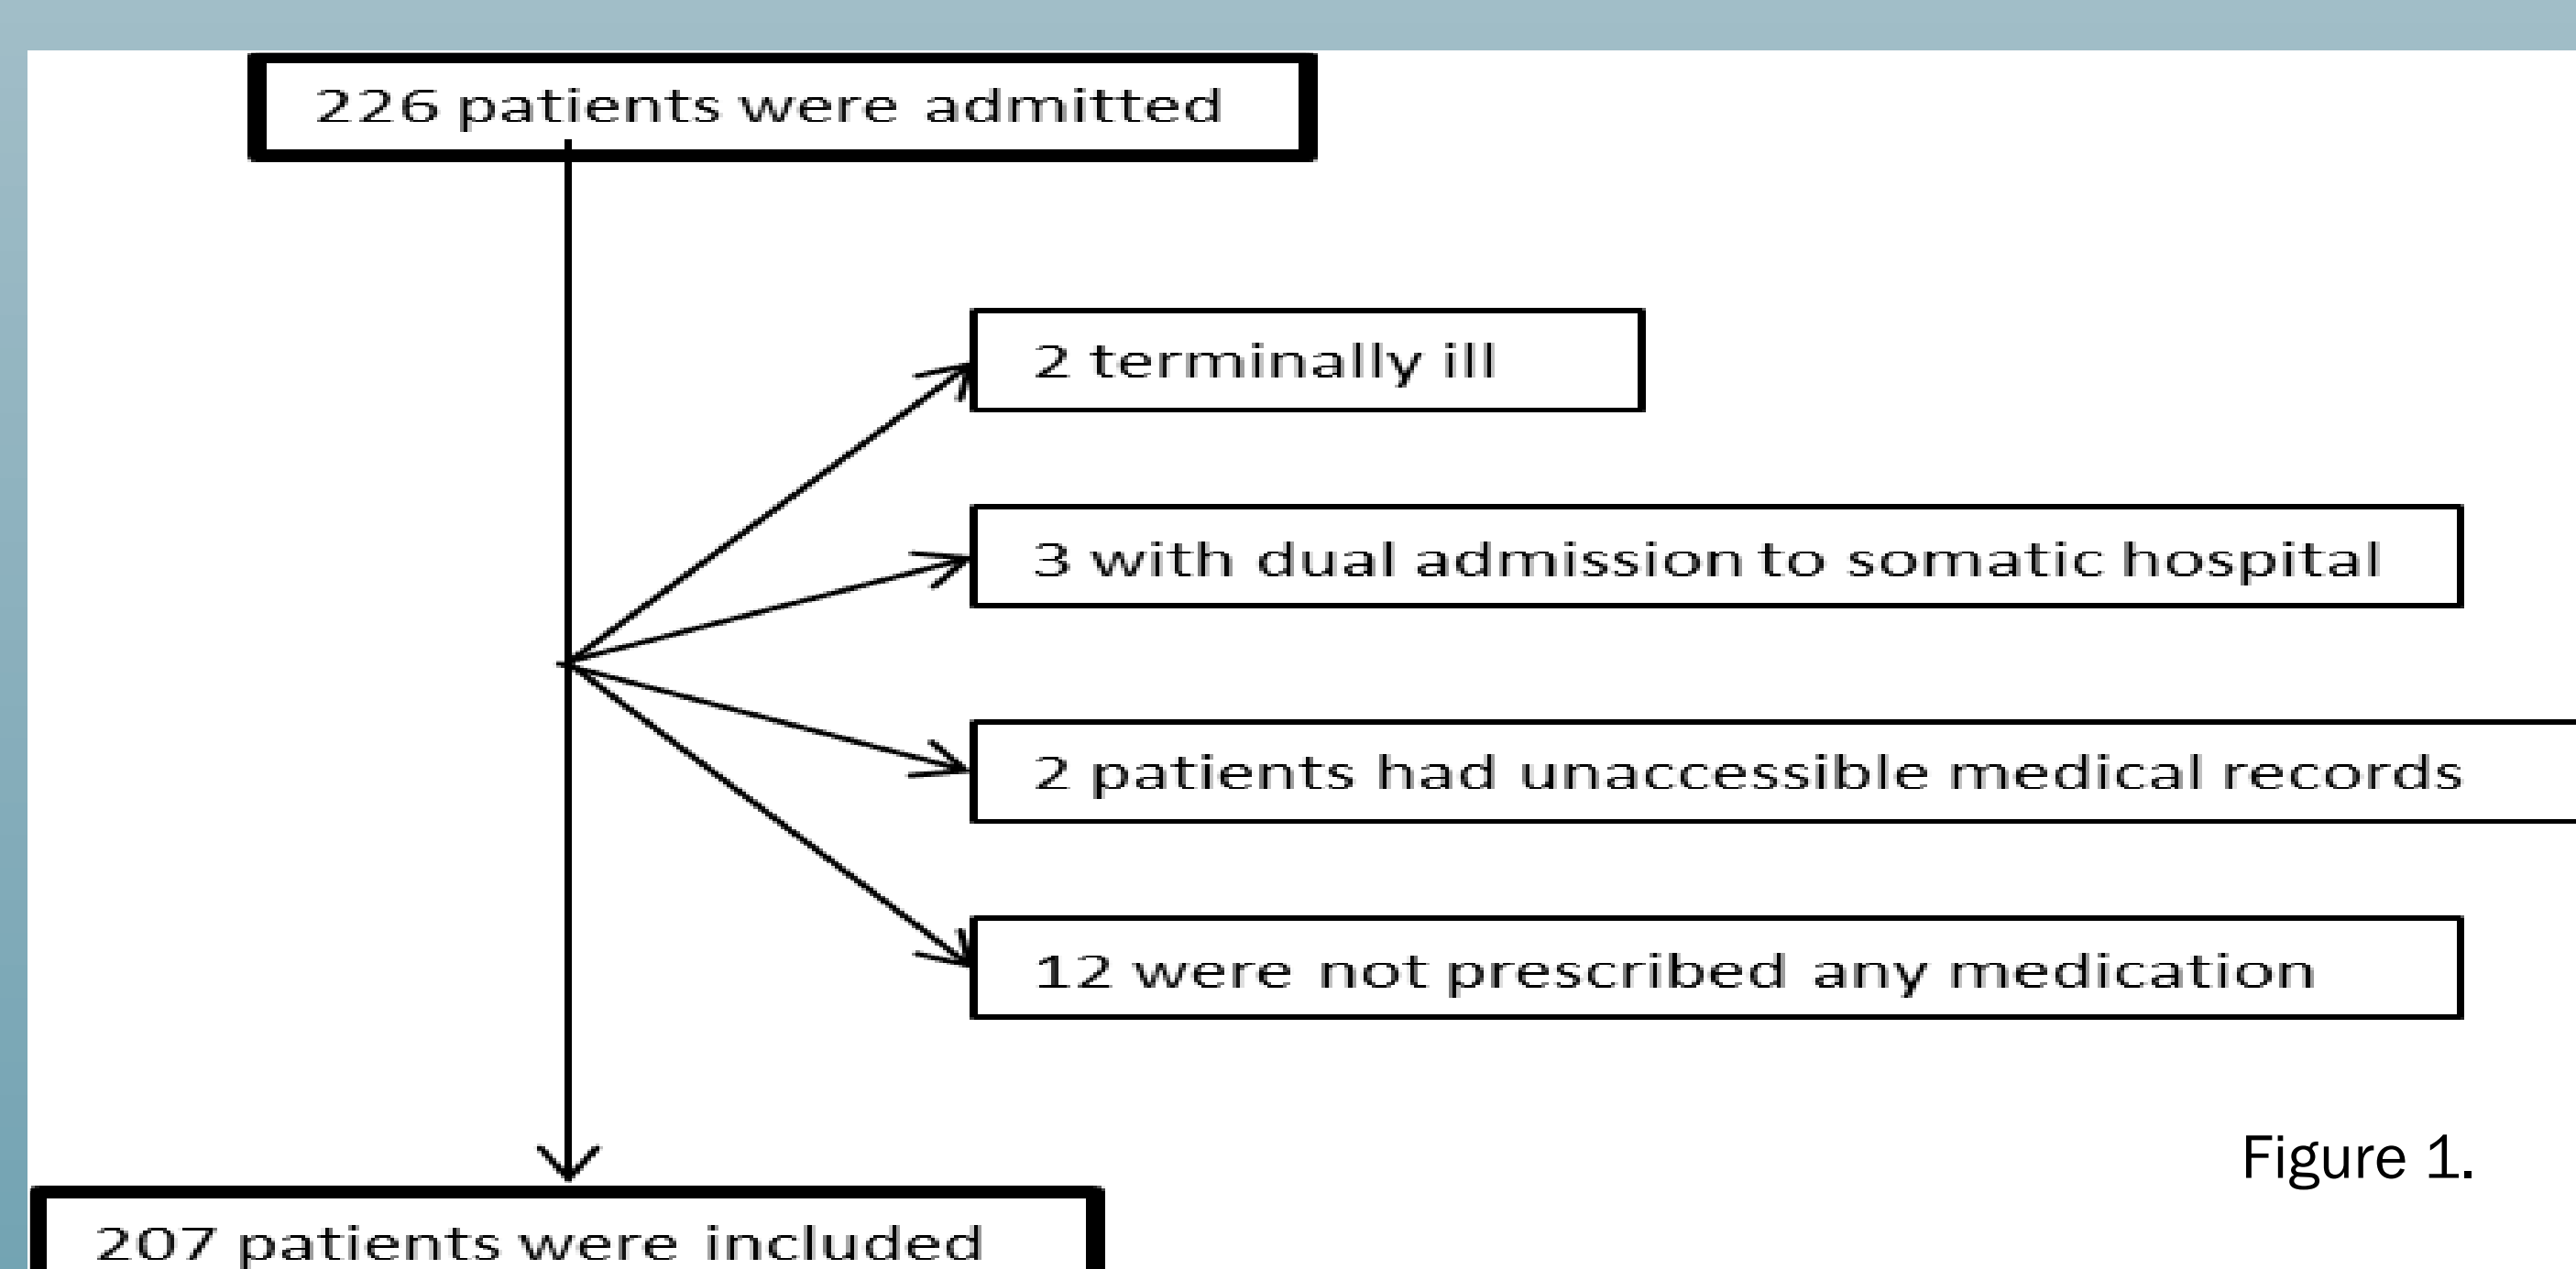 226 patients were admitted
2 terminally ill
3 with dual admission to somatic hospital
2 patients had unaccessible medical records
12 were not prescribed any medication
Figure 1.
207 patients were included